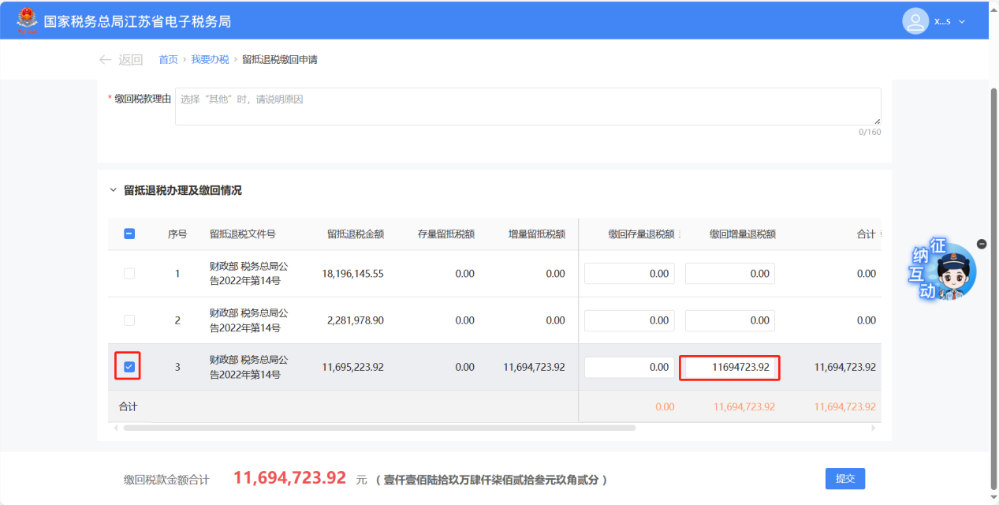 国家税务总局江苏省电子税务局
x...s
返回 首页 > 我要办税 > 留抵退税缴回申请
* 缴回税款理由
选择“其他”时，请说明原因
0/160
留抵退税办理及缴回情况
序号 留抵退税文件号 留抵退税金额 存量留抵税额 增量留抵税额 缴回存量退税额 缴回增量退税额 合计
1 财政部 税务总局公告2022年第14号 18,196,145.55 0.00 0.00 0.00 0.00 0.00
2 财政部 税务总局公告2022年第14号 2,281,978.90 0.00 0.00 0.00 0.00 0.00
3 财政部 税务总局公告2022年第14号 11,695,223.92 0.00 11,694,723.92 0.00 11694723.92 11,694,723.92
合计 0.00 11,694,723.92 11,694,723.92
征纳互动
缴回税款金额合计 11,694,723.92 元 （ 壹仟壹佰陆拾玖万肆仟柒佰贰拾叁元玖角贰分 ）
提交